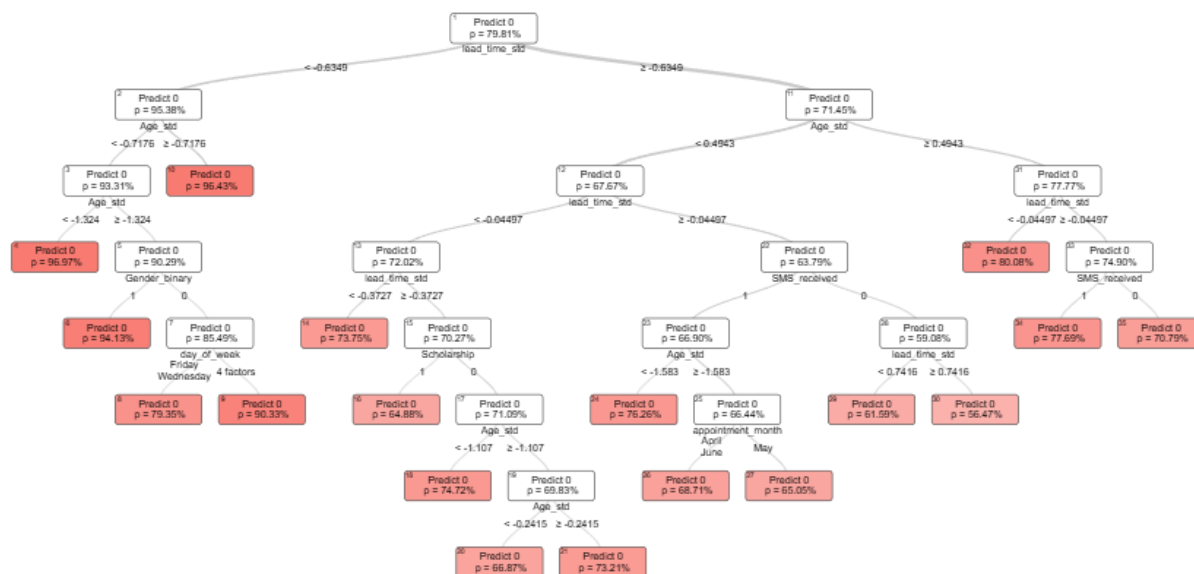 1
Predict 0
p = 79.81%
lead_time_std
< -0.6349 ≥ -0.6349
2
Predict 0
p = 95.38%
Age_std
11
Predict 0
p = 71.45%
Age_std
< -0.7176 ≥ -0.7176
< 0.4943 ≥ 0.4943
3
Predict 0
p = 93.31%
Age_std
10
Predict 0
p = 96.43%
12
Predict 0
p = 67.67%
lead_time_std
31
Predict 0
p = 77.77%
lead_time_std
< -1.324 ≥ -1.324
< -0.04497 ≥ -0.04497
< -0.04497 ≥ -0.04497
4
Predict 0
p = 96.97%
5
Predict 0
p = 90.29%
Gender_binary
13
Predict 0
p = 72.02%
lead_time_std
22
Predict 0
p = 63.79%
SMS_received
32
Predict 0
p = 80.08%
33
Predict 0
p = 74.90%
SMS_received
1 0
< -0.3727 ≥ -0.3727
1 0
1 0
6
Predict 0
p = 94.13%
7
Predict 0
p = 85.49%
day_of_week
14
Predict 0
p = 73.75%
15
Predict 0
p = 70.27%
Scholarship
23
Predict 0
p = 66.90%
Age_std
28
Predict 0
p = 59.08%
lead_time_std
34
Predict 0
p = 77.69%
35
Predict 0
p = 70.79%
Friday
Wednesday
4 factors
1 0
< -1.583 ≥ -1.583
< 0.7416 ≥ 0.7416
8
Predict 0
p = 79.35%
9
Predict 0
p = 90.33%
16
Predict 0
p = 64.88%
17
Predict 0
p = 71.09%
Age_std
24
Predict 0
p = 76.26%
25
Predict 0
p = 66.44%
appointment_month
29
Predict 0
p = 61.59%
30
Predict 0
p = 56.47%
< -1.107 ≥ -1.107
April
June
May
18
Predict 0
p = 74.72%
19
Predict 0
p = 69.83%
Age_std
26
Predict 0
p = 68.71%
27
Predict 0
p = 65.05%
< -0.2415 ≥ -0.2415
20
Predict 0
p = 66.87%
21
Predict 0
p = 73.21%